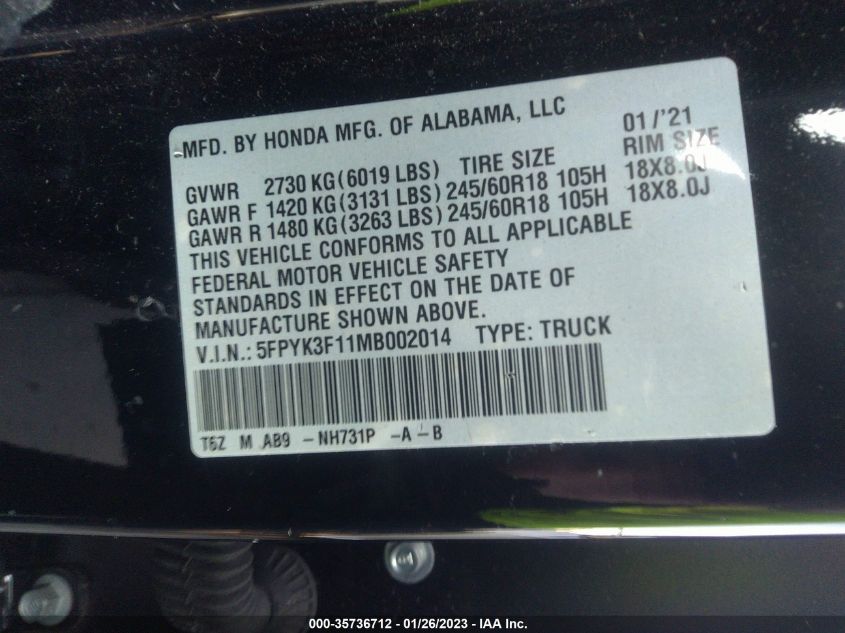 MFD. BY HONDA MFG. OF ALABAMA, LLC 01/'21
GVWR 2730 KG(6019 LBS) TIRE SIZE RIM SIZE
GAWR F 1420 KG(3131 LBS) 245/60R18 105H 18X8.0J
GAWR R 1480 KG(3263 LBS) 245/60R18 105H 18X8.0J
THIS VEHICLE CONFORMS TO ALL APPLICABLE
FEDERAL MOTOR VEHICLE SAFETY
STANDARDS IN EFFECT ON THE DATE OF
MANUFACTURE SHOWN ABOVE.
V.I.N.: 5FPYK3F11MB002014 TYPE: TRUCK
T6Z M AB9 -NH731P -A-B
000-35736712 - 01/26/2023 - IAA Inc.